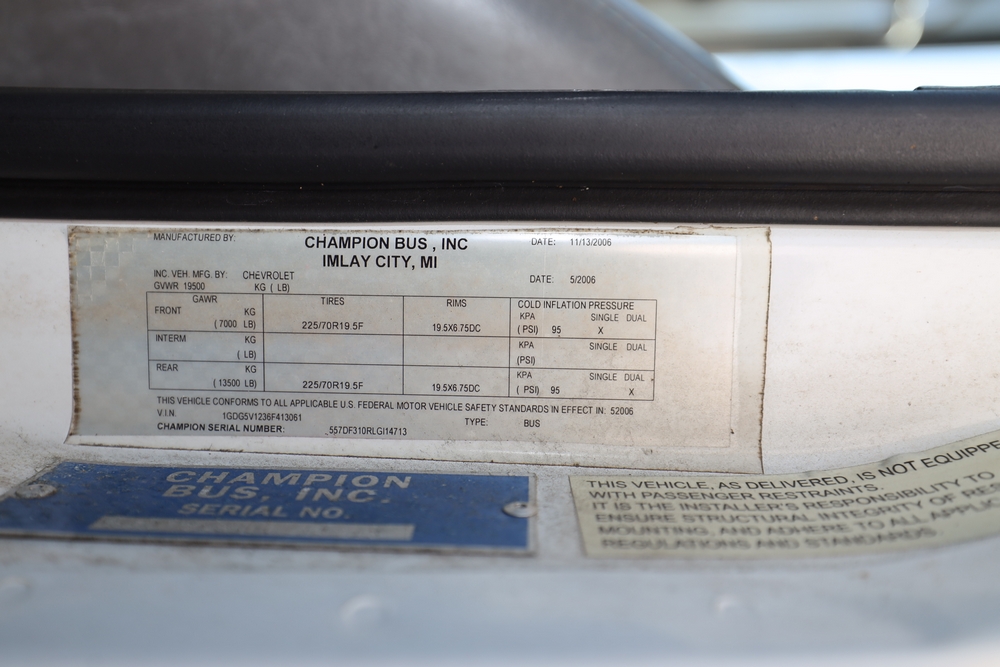 MANUFACTURED BY: CHAMPION BUS , INC DATE: 11/13/2006
IMLAY CITY, MI
INC. VEH. MFG. BY: CHEVROLET DATE: 5/2006
GVWR 19500 KG ( LB)
GAWR TIRES RIMS COLD INFLATION PRESSURE
FRONT KG KPA SINGLE DUAL
( 7000 LB) 225/70R19.5F 19.5X6.75DC ( PSI) 95 X
INTERM KG KPA SINGLE DUAL
( LB) (PSI)
REAR KG KPA SINGLE DUAL
( 13500 LB) 225/70R19.5F 19.5X6.75DC ( PSI) 95 X
THIS VEHICLE CONFORMS TO ALL APPLICABLE U.S. FEDERAL MOTOR VEHICLE SAFETY STANDARDS IN EFFECT IN: 52006
V.I.N. 1GDG5V1236F413061 TYPE: BUS
CHAMPION SERIAL NUMBER: 557DF310RLGI14713
CHAMPION
BUS, INC.
SERIAL NO.
THIS VEHICLE, AS DELIVERED, IS NOT EQUIPPE
WITH PASSENGER RESTRAINTS.
IT IS THE INSTALLER'S RESPONSIBILITY TO
ENSURE STRUCTURAL INTEGRITY OF RE
MOUNTING, AND ADHERE TO ALL APPLIC
REGULATIONS AND STANDARDS.